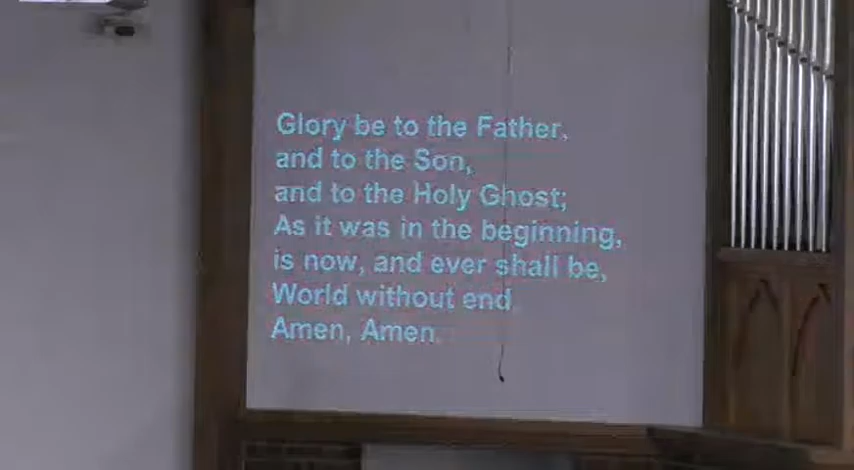 Glory be to the Father,
and to the Son,
and to the Holy Ghost;
As it was in the beginning,
is now, and ever shall be,
World without end.
Amen, Amen.